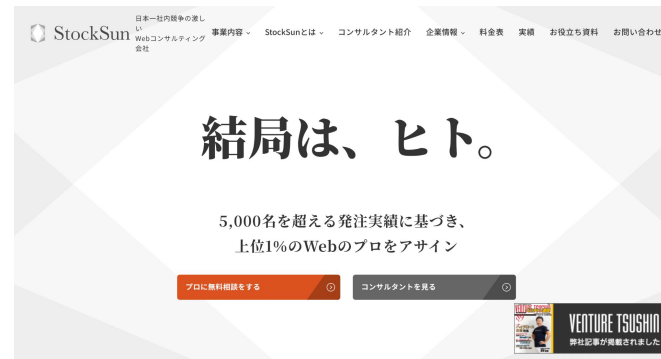 StockSun
日本一社内競争の激し
い
Webコンサルティング
会社
事業内容
StockSunとは
コンサルタント紹介
企業情報
料金表
実績
お役立ち資料
お問い合わせ
結局は、ヒト。
5,000名を超える発注実績に基づき、
上位1%のWebのプロをアサイン
プロに無料相談をする
コンサルタントを見る
VENTURE TSUSHIN
弊社記事が掲載されました